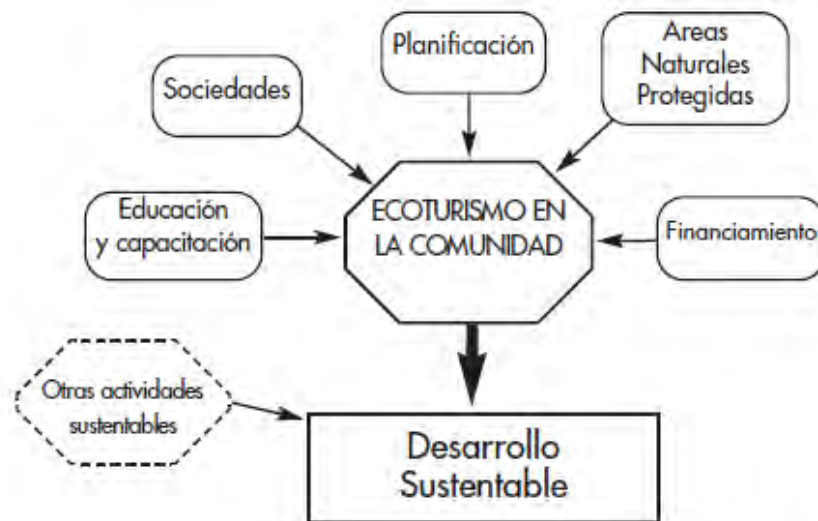 Planificación
Areas
Naturales
Protegidas
Sociedades
ECOTURISMO EN
LA COMUNIDAD
Educación
y capacitación
Financiamiento
Otras actividades
sustentables
Desarrollo
Sustentable